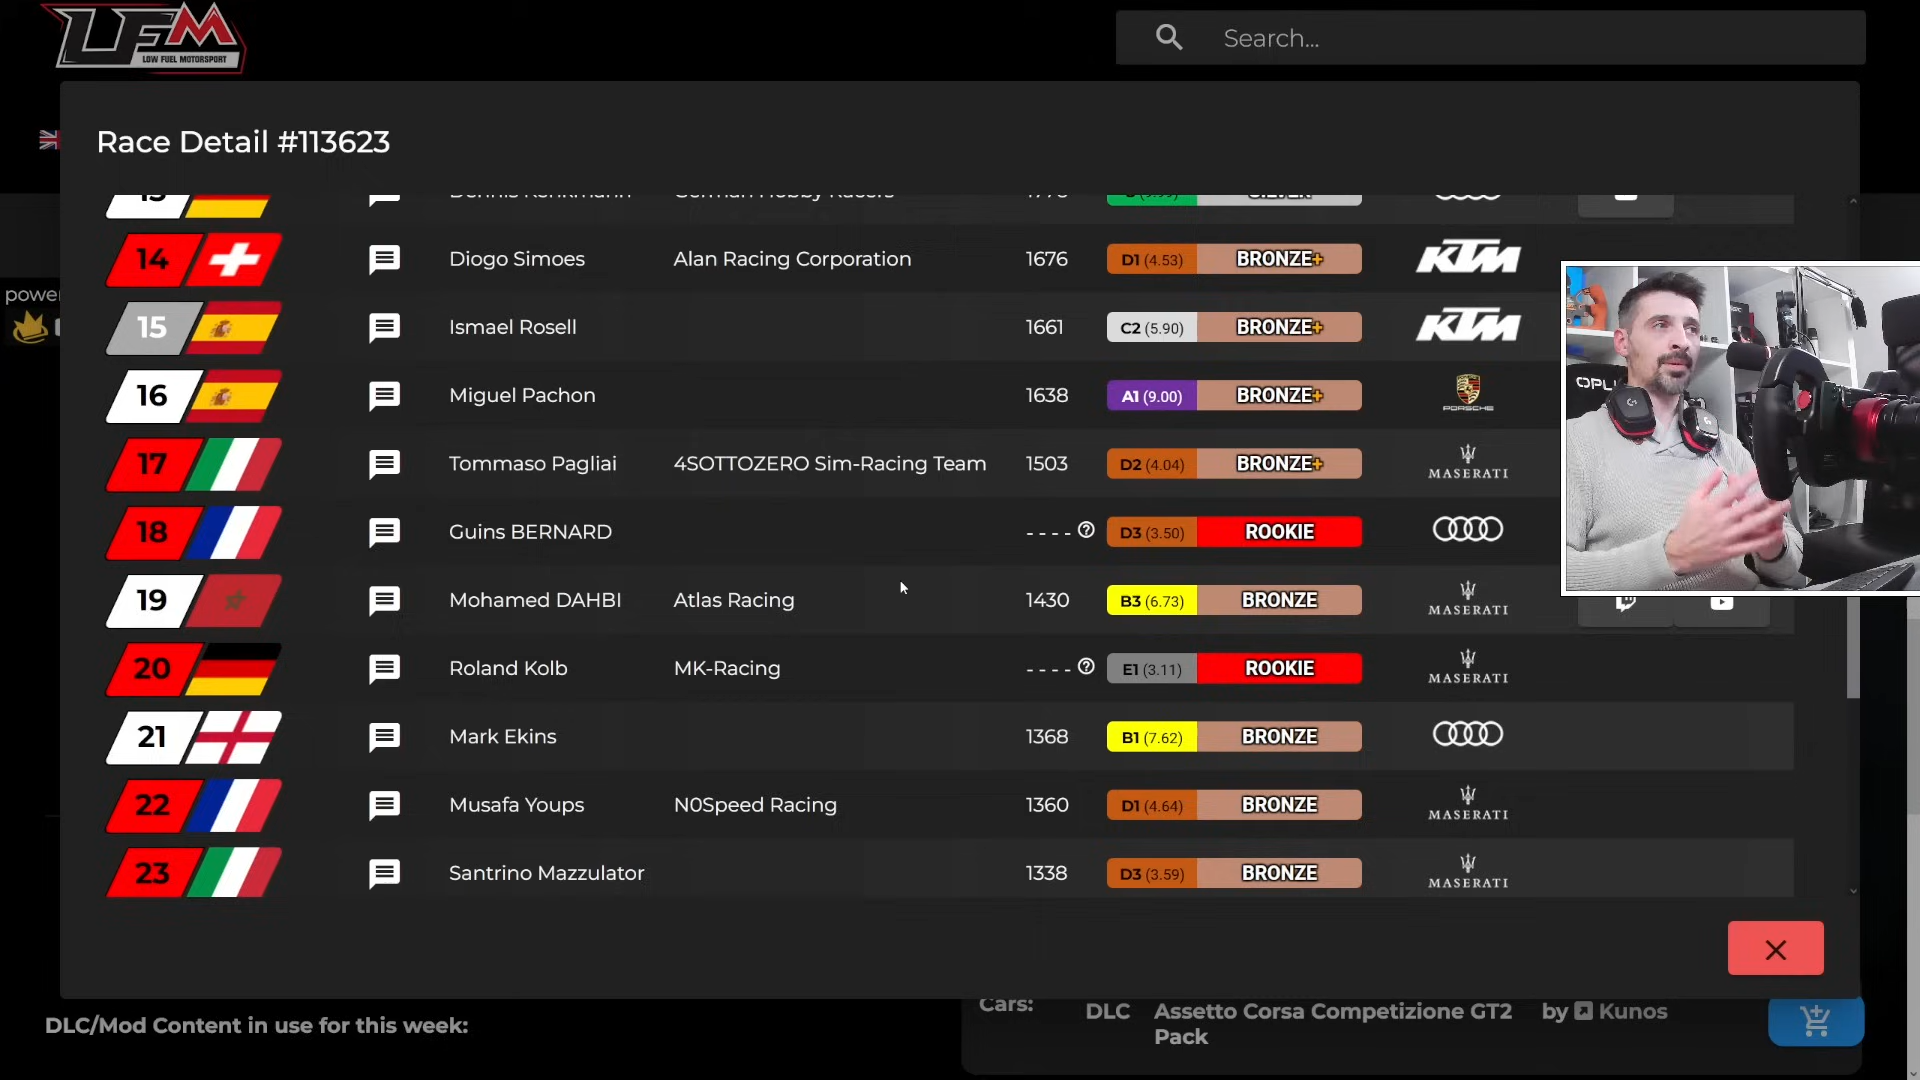 LFM
LOW FUEL MOTORSPORT
Search...
Race Detail #113623
14 Diogo Simoes Alan Racing Corporation 1676 D1 (4.53) BRONZE+ KTM
15 Ismael Rosell 1661 C2 (5.90) BRONZE+ KTM
16 Miguel Pachon 1638 A1 (9.00) BRONZE+ PORSCHE
17 Tommaso Pagliai 4SOTTOZERO Sim-Racing Team 1503 D2 (4.04) BRONZE+ MASERATI
18 Guins BERNARD ---- ? D3 (3.50) ROOKIE
19 Mohamed DAHBI Atlas Racing 1430 B3 (6.73) BRONZE MASERATI
20 Roland Kolb MK-Racing ---- ? E1 (3.11) ROOKIE MASERATI
21 Mark Ekins 1368 B1 (7.62) BRONZE
22 Musafa Youps N0Speed Racing 1360 D1 (4.64) BRONZE MASERATI
23 Santrino Mazzulator 1338 D3 (3.59) BRONZE MASERATI
Cars: DLC Assetto Corsa Competizione GT2 Pack by Kunos
DLC/Mod Content in use for this week: